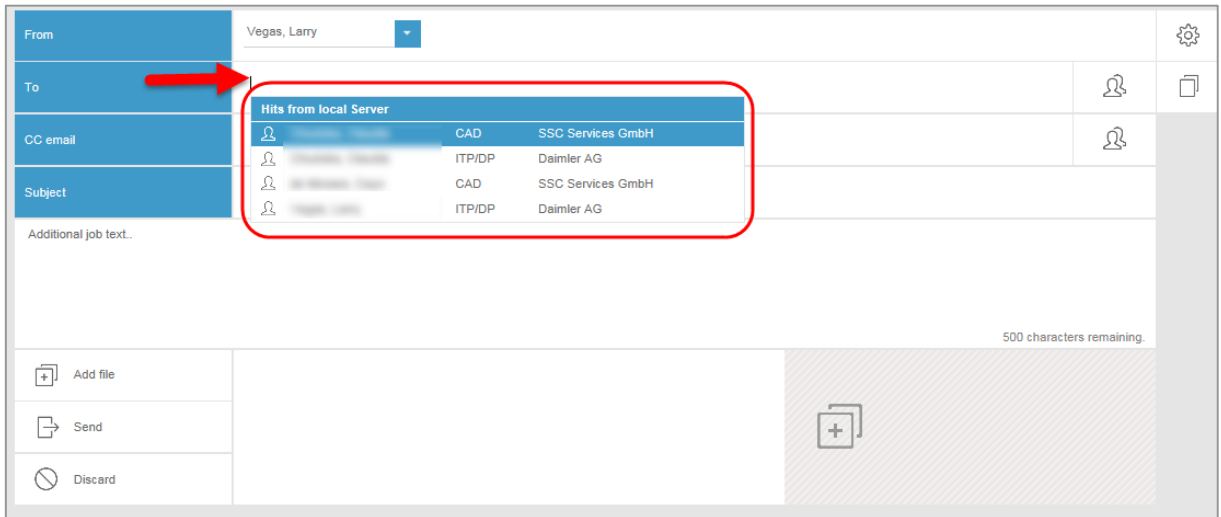 From
Vegas, Larry
To
Hits from local Server
CAD SSC Services GmbH
ITP/DP Daimler AG
CAD SSC Services GmbH
ITP/DP Daimler AG
CC email
Subject
Additional job text..
500 characters remaining.
Add file
Send
Discard